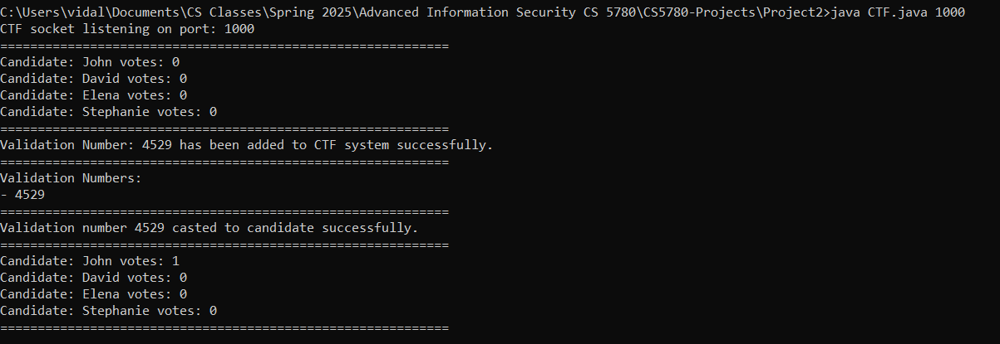 C:\Users\vidal\Documents\CS Classes\Spring 2025\Advanced Information Security CS 5780\CS5780-Projects\Project2>java CTF.java 1000
CTF socket listening on port: 1000
============================================================
Candidate: John votes: 0
Candidate: David votes: 0
Candidate: Elena votes: 0
Candidate: Stephanie votes: 0
============================================================
Validation Number: 4529 has been added to CTF system successfully.
============================================================
Validation Numbers:
- 4529
============================================================
Validation number 4529 casted to candidate successfully.
============================================================
Candidate: John votes: 1
Candidate: David votes: 0
Candidate: Elena votes: 0
Candidate: Stephanie votes: 0
============================================================